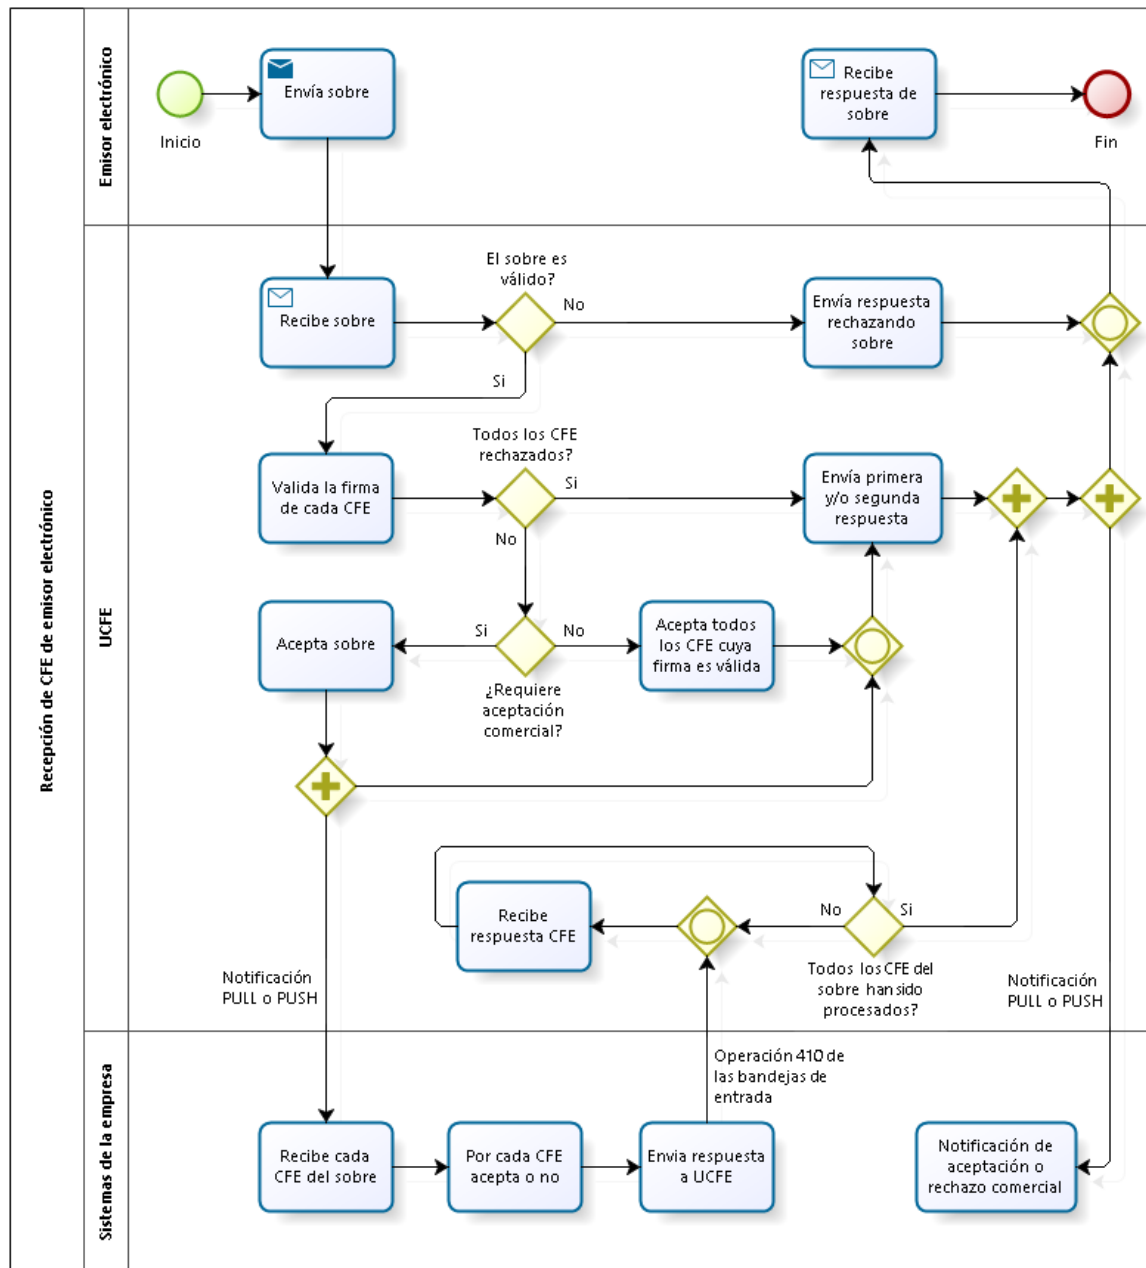 Recepción de CFE de emisor electrónico
Emisor electrónico
Inicio
Envía sobre
Recibe
respuesta de
sobre
Fin
UCFE
Recibe sobre
El sobre es
válido?
No
Si
Envía respuesta
rechazando
sobre
Valida la firma
de cada CFE
Todos los CFE
rechazados?
Si
No
Envía primera
y/o segunda
respuesta
Acepta sobre
Si
No
¿Requiere
aceptación
comercial?
Acepta todos
los CFE cuya
firma es válida
Recibe
respuesta CFE
No
Si
Todos los CFE del
sobre han sido
procesados?
Notificación
PULL o PUSH
Notificación
PULL o PUSH
Sistemas de la empresa
Operación 410 de
las bandejas de
entrada
Recibe cada
CFE del sobre
Por cada CFE
acepta o no
Envia respuesta
a UCFE
Notificación de
aceptación o
rechazo comercial